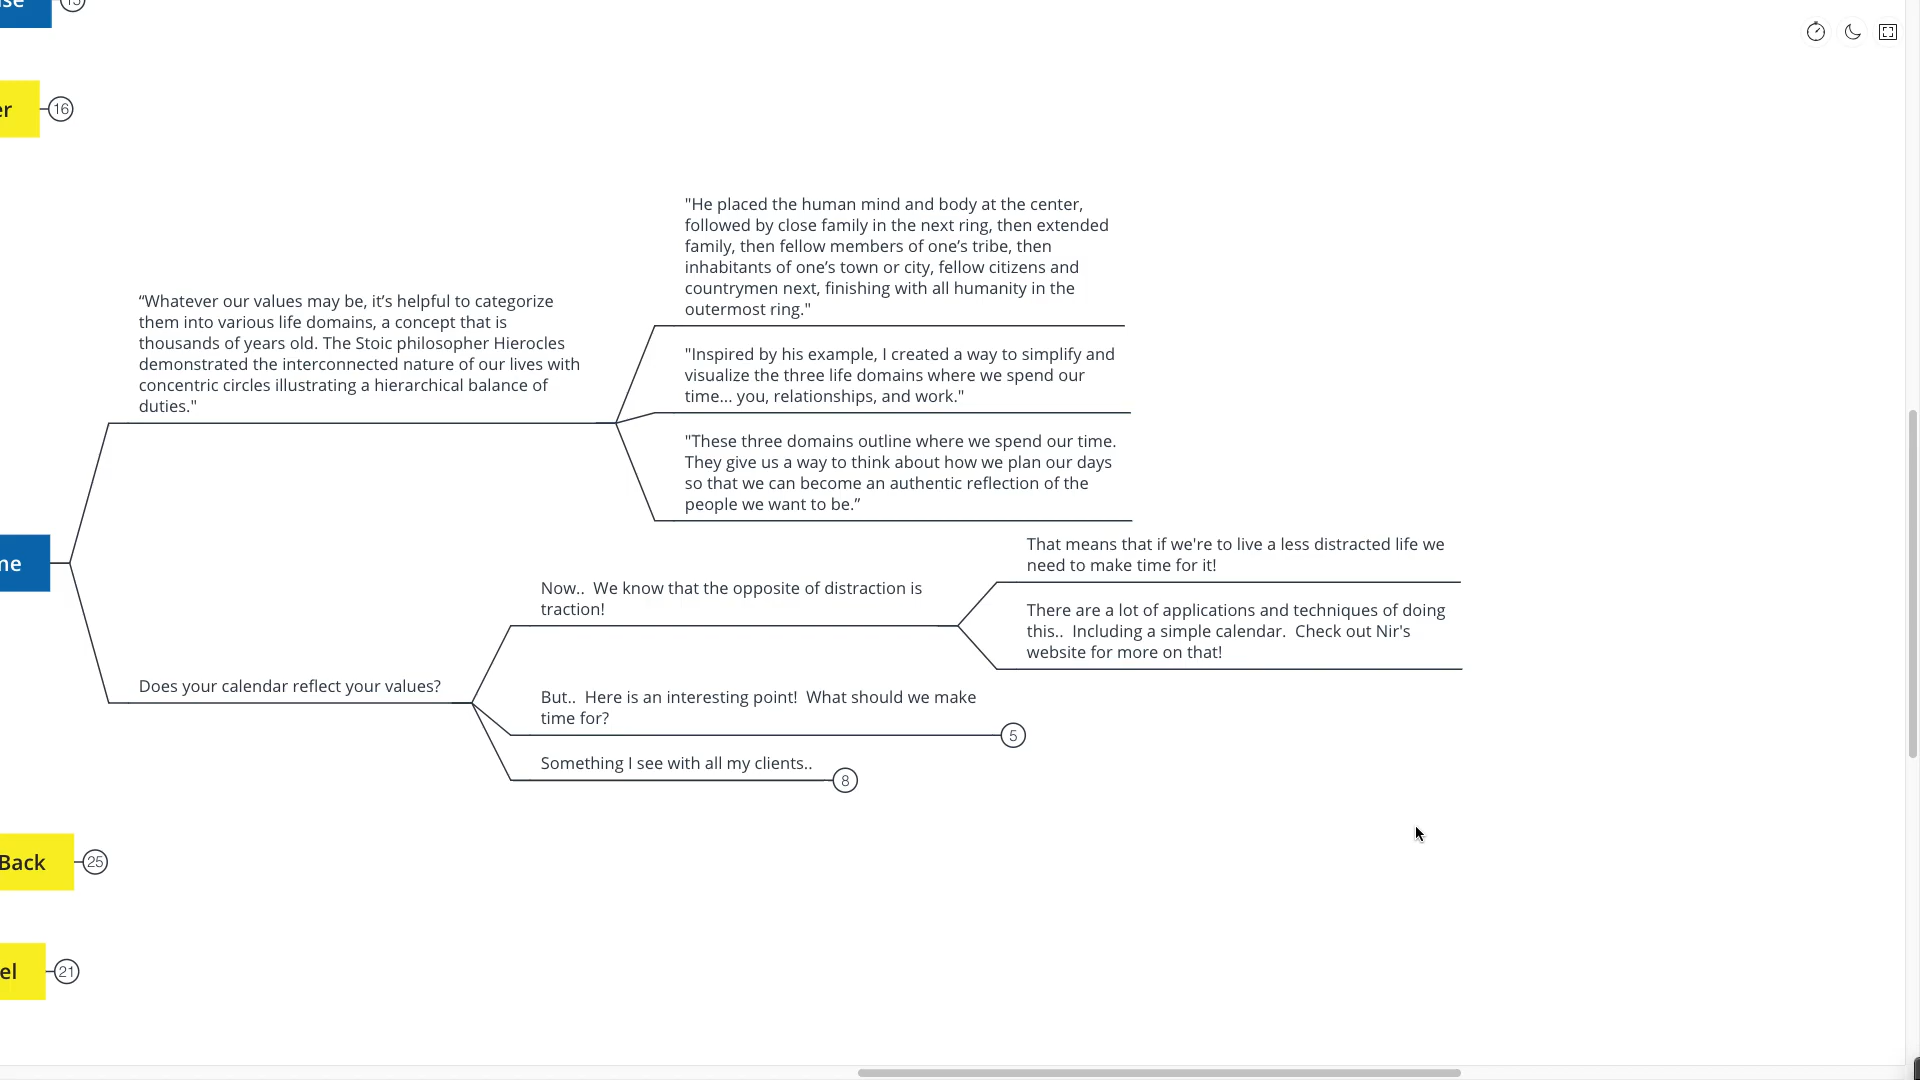 16
"He placed the human mind and body at the center,
followed by close family in the next ring, then extended
family, then fellow members of one’s tribe, then
inhabitants of one’s town or city, fellow citizens and
countrymen next, finishing with all humanity in the
outermost ring."
“Whatever our values may be, it’s helpful to categorize
them into various life domains, a concept that is
thousands of years old. The Stoic philosopher Hierocles
demonstrated the interconnected nature of our lives with
concentric circles illustrating a hierarchical balance of
duties."
"Inspired by his example, I created a way to simplify and
visualize the three life domains where we spend our
time... you, relationships, and work."
"These three domains outline where we spend our time.
They give us a way to think about how we plan our days
so that we can become an authentic reflection of the
people we want to be.”
Does your calendar reflect your values?
Now..  We know that the opposite of distraction is
traction!
That means that if we're to live a less distracted life we
need to make time for it!
There are a lot of applications and techniques of doing
this..  Including a simple calendar.  Check out Nir's
website for more on that!
But..  Here is an interesting point!  What should we make
time for?
5
Something I see with all my clients..
8
Back
25
21